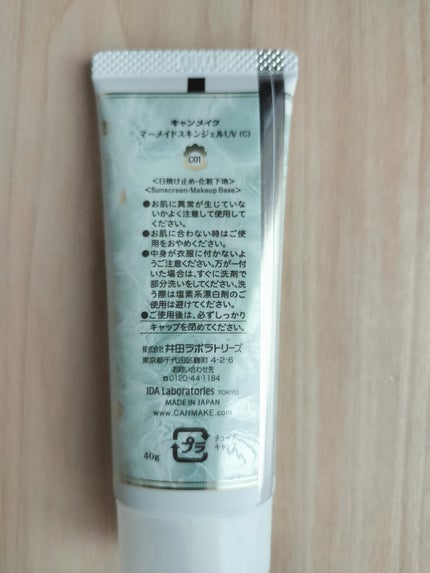 キャンメイク
マーメイドスキンジェルUV (C)
C01
<日焼け止め・化粧下地>
<Sunscreen・Makeup Base>
●お肌に異常が生じていな
いかよく注意して使用して
ください。
●お肌に合わない時はご使
用をおやめください。
●中身が衣服に付かないよ
うご注意ください。万が一付
いた場合は、すぐに洗剤で
部分洗いをしてください。洗
う際は塩素系漂白剤のご
使用は避けてください。
●ご使用後は、必ずしっかり
キャップを閉めてください。
株式会社 井田ラボラトリーズ
東京都千代田区麹町 4-2-6
お問い合わせ先
☎0120-44-1184
IDA Laboratories TOKYO
MADE IN JAPAN
www.CANMAKE.com
プラ
チューブ
キャップ
40g